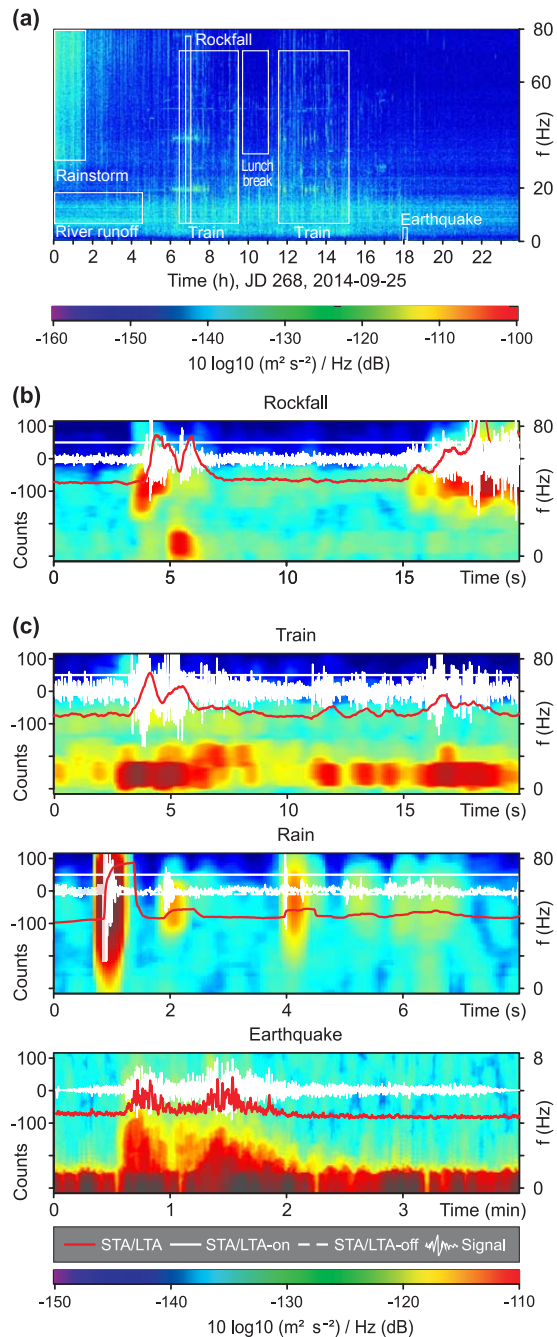 (a)
80
60
40
20
0
f (Hz)
Rockfall
Rainstorm
Lunch
break
River runoff
Train
Train
Earthquake
0 2 4 6 8 10 12 14 16 18 20 22
Time (h), JD 268, 2014-09-25
-160 -150 -140 -130 -120 -110 -100
10 log10 (m² s⁻²) / Hz (dB)
(b)
Rockfall
100
0
-100
Counts
80
0
f (Hz)
0 5 10 15 Time (s)
(c)
Train
100
0
-100
Counts
80
0
f (Hz)
0 5 10 15 Time (s)
Rain
100
0
-100
Counts
80
0
f (Hz)
0 2 4 6 Time (s)
Earthquake
100
0
-100
Counts
8
0
f (Hz)
0 1 2 3 Time (min)
STA/LTA STA/LTA-on STA/LTA-off Signal
-150 -140 -130 -120 -110
10 log10 (m² s⁻²) / Hz (dB)